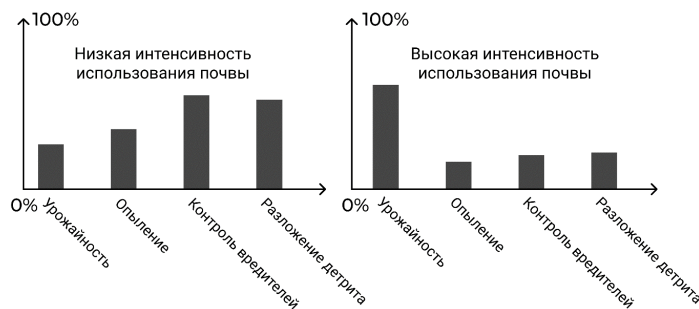 100%
Низкая интенсивность
использования почвы
0%
Урожайность
Опыление
Контроль вредителей
Разложение детрита
100%
Высокая интенсивность
использования почвы
0%
Урожайность
Опыление
Контроль вредителей
Разложение детрита